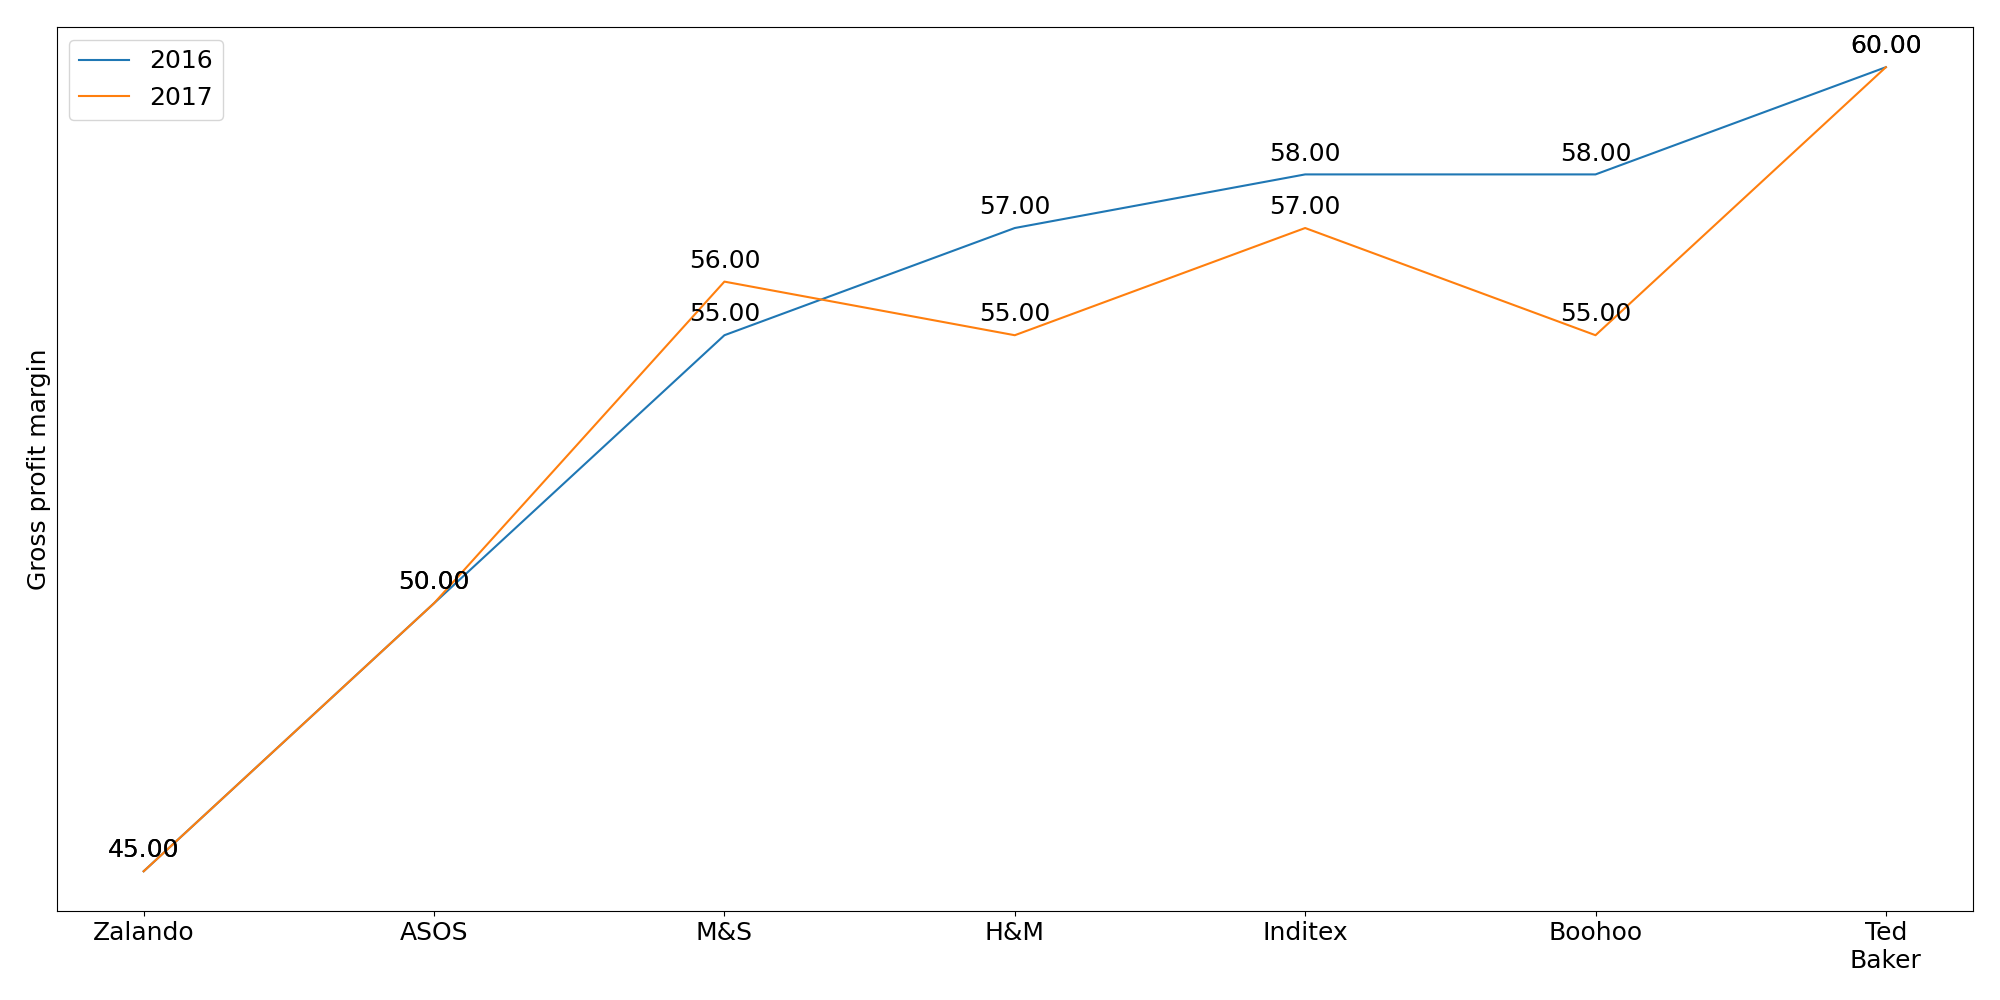 2016
2017
60.00
58.00
58.00
57.00
57.00
56.00
55.00
55.00
55.00
50.00
45.00
Gross profit margin
Zalando
ASOS
M&S
H&M
Inditex
Boohoo
Ted
Baker